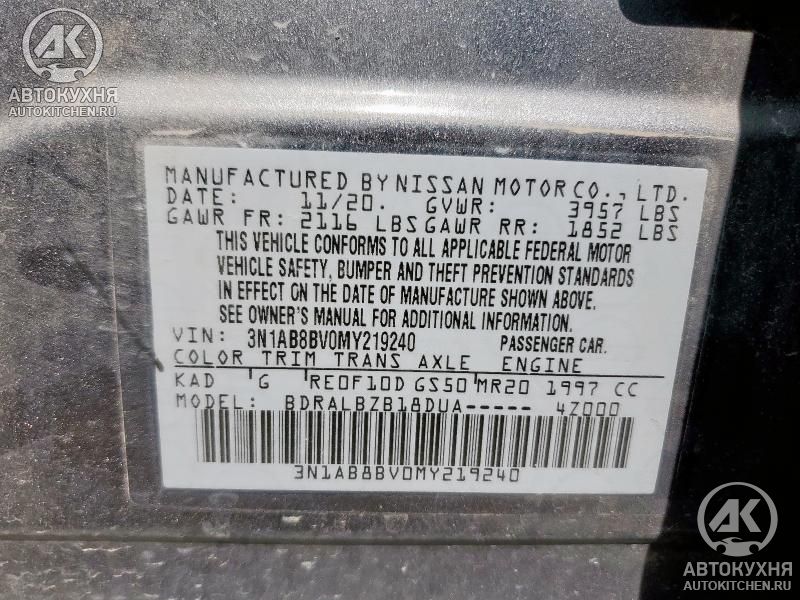 AK
АВТОКУХНЯ
AUTOKITCHEN.RU
MANUFACTURED BY NISSAN MOTOR CO., LTD.
DATE: 11/20. GVWR: 3957 LBS
GAWR FR: 2116 LBS GAWR RR: 1852 LBS
THIS VEHICLE CONFORMS TO ALL APPLICABLE FEDERAL MOTOR
VEHICLE SAFETY, BUMPER AND THEFT PREVENTION STANDARDS
IN EFFECT ON THE DATE OF MANUFACTURE SHOWN ABOVE.
SEE OWNER'S MANUAL FOR ADDITIONAL INFORMATION.
VIN: 3N1AB8BV0MY219240 PASSENGER CAR.
COLOR TRIM TRANS AXLE ENGINE
KAD G RE0F10D GS50 MR20 1997 CC
MODEL: BDRALBZB18DUA----- 4Z000
3N1AB8BV0MY219240
AK
АВТОКУХНЯ
AUTOKITCHEN.RU